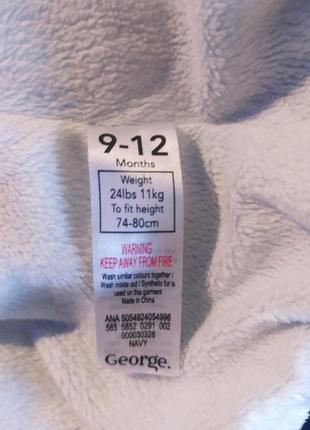 9-12
Months
Weight
24lbs 11kg
To fit height
74-80cm
WARNING
KEEP AWAY FROM FIRE
Wash similar colours together /
Wash inside out / Synthetic fur is
used on this garment
Made in China
ANA 5054924054996
585 5852 0291 002
000030328
NAVY
George.